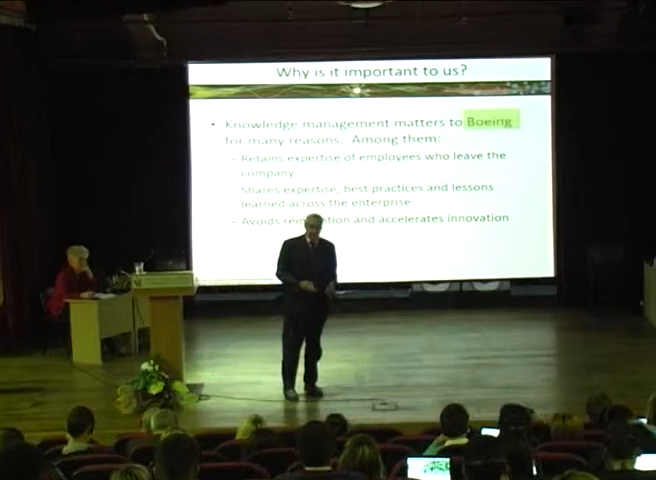 Why is it important to us?
• Knowledge management matters to Boeing
for many reasons. Among them:
– Retains expertise of employees who leave the
company
Shares expertise, best practices and lessons
learned across the enterprise
– Avoids and accelerates innovation